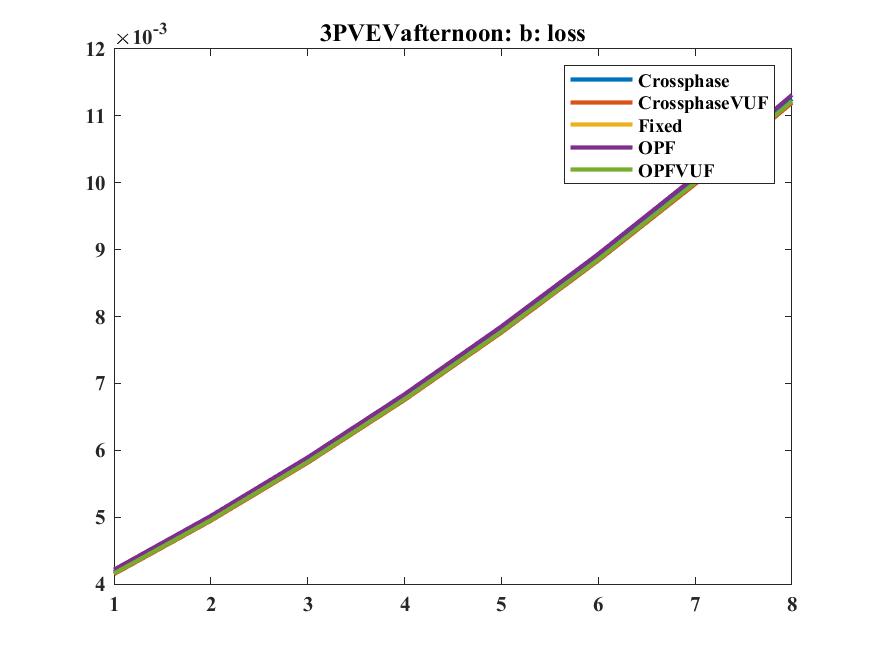 3PVEVafternoon: b: loss
×10-3
12
11
10
9
8
7
6
5
4
1 2 3 4 5 6 7 8
Crossphase
CrossphaseVUF
Fixed
OPF
OPFVUF